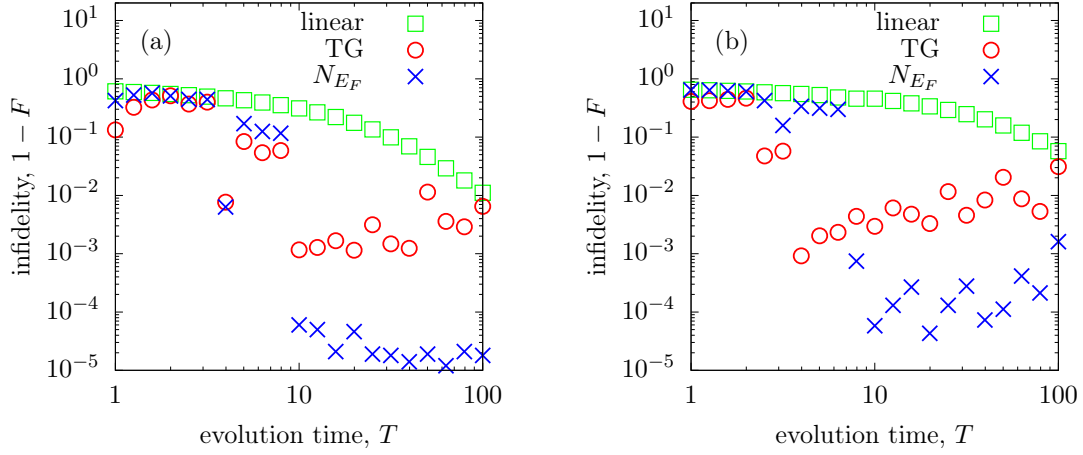 (a)
linear
TG
N_{E_F}
infidelity, 1 − F
10^1
10^0
10^{-1}
10^{-2}
10^{-3}
10^{-4}
10^{-5}
1 10 100
evolution time, T
(b)
linear
TG
N_{E_F}
infidelity, 1 − F
10^1
10^0
10^{-1}
10^{-2}
10^{-3}
10^{-4}
10^{-5}
1 10 100
evolution time, T